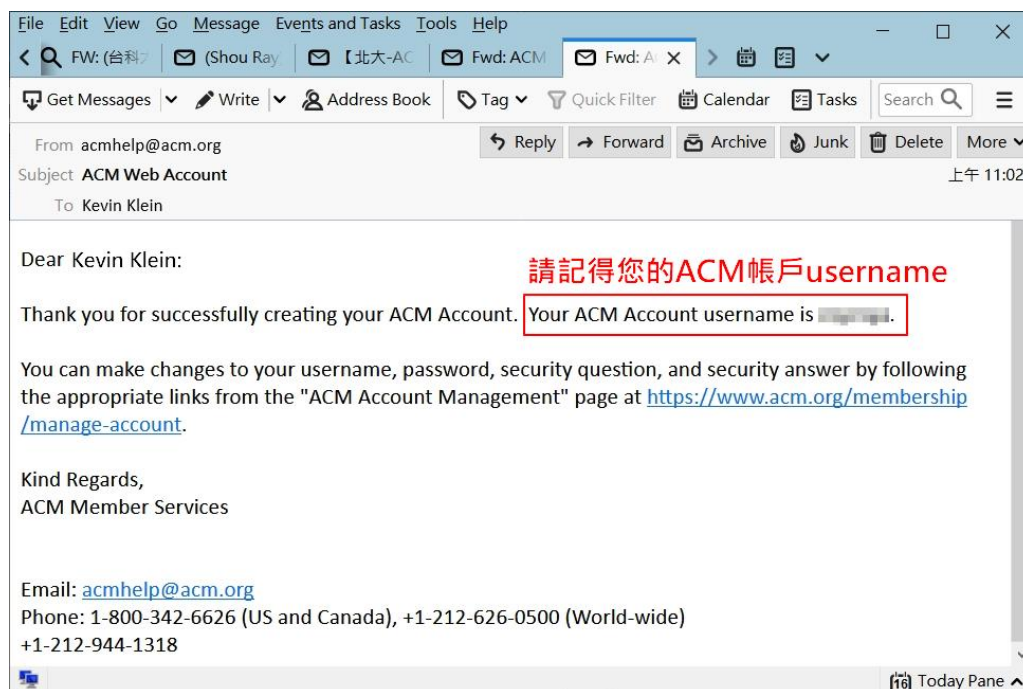 File Edit View Go Message Events and Tasks Tools Help
FW: (台科 (Shou Ray 【北大-AC Fwd: ACM Fwd: A
Get Messages Write Address Book Tag Quick Filter Calendar Tasks Search
From acmhelp@acm.org Reply Forward Archive Junk Delete More
Subject ACM Web Account 上午 11:02
To Kevin Klein
Dear Kevin Klein:
請記得您的ACM帳戶username
Thank you for successfully creating your ACM Account. Your ACM Account username is .
You can make changes to your username, password, security question, and security answer by following
the appropriate links from the "ACM Account Management" page at https://www.acm.org/membership
/manage-account.
Kind Regards,
ACM Member Services
Email: acmhelp@acm.org
Phone: 1-800-342-6626 (US and Canada), +1-212-626-0500 (World-wide)
+1-212-944-1318
16 Today Pane